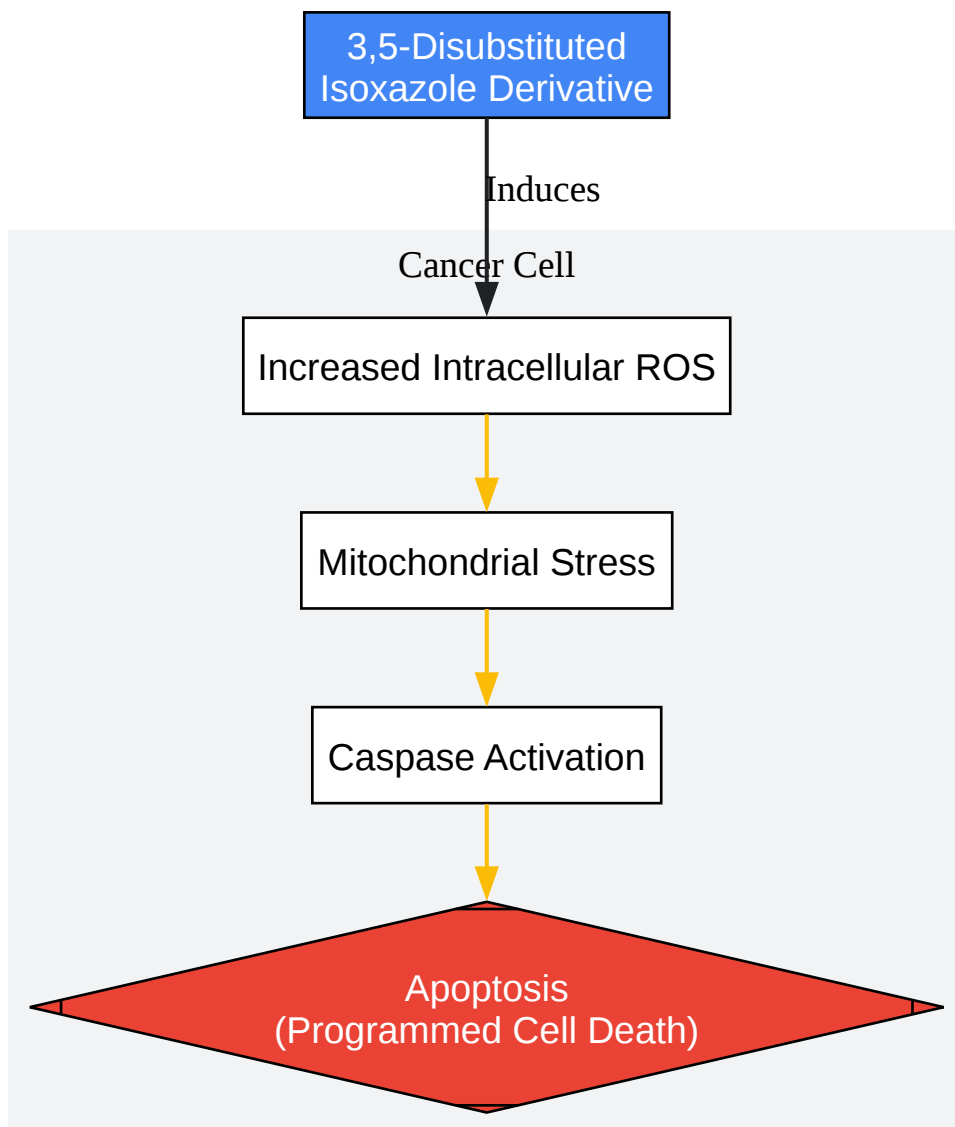 3,5-Disubstituted
Isoxazole Derivative
Induces
Cancer Cell
Increased Intracellular ROS
Mitochondrial Stress
Caspase Activation
Apoptosis
(Programmed Cell Death)